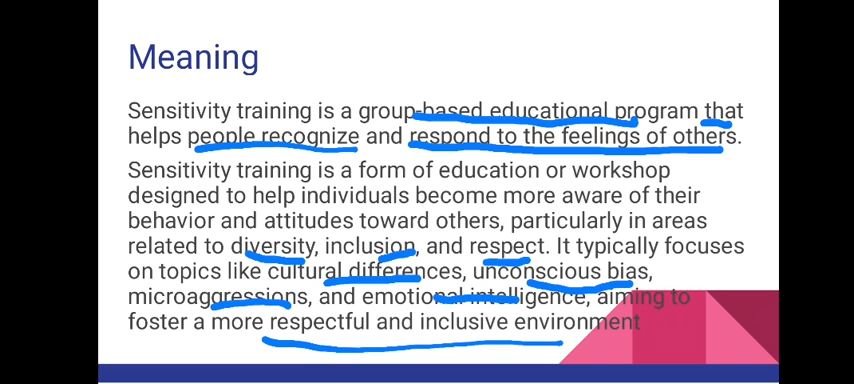 Meaning
Sensitivity training is a group-based educational program that
helps people recognize and respond to the feelings of others.
Sensitivity training is a form of education or workshop
designed to help individuals become more aware of their
behavior and attitudes toward others, particularly in areas
related to diversity, inclusion, and respect. It typically focuses
on topics like cultural differences, unconscious bias,
microaggressions, and emotional intelligence, aiming to
foster a more respectful and inclusive environment